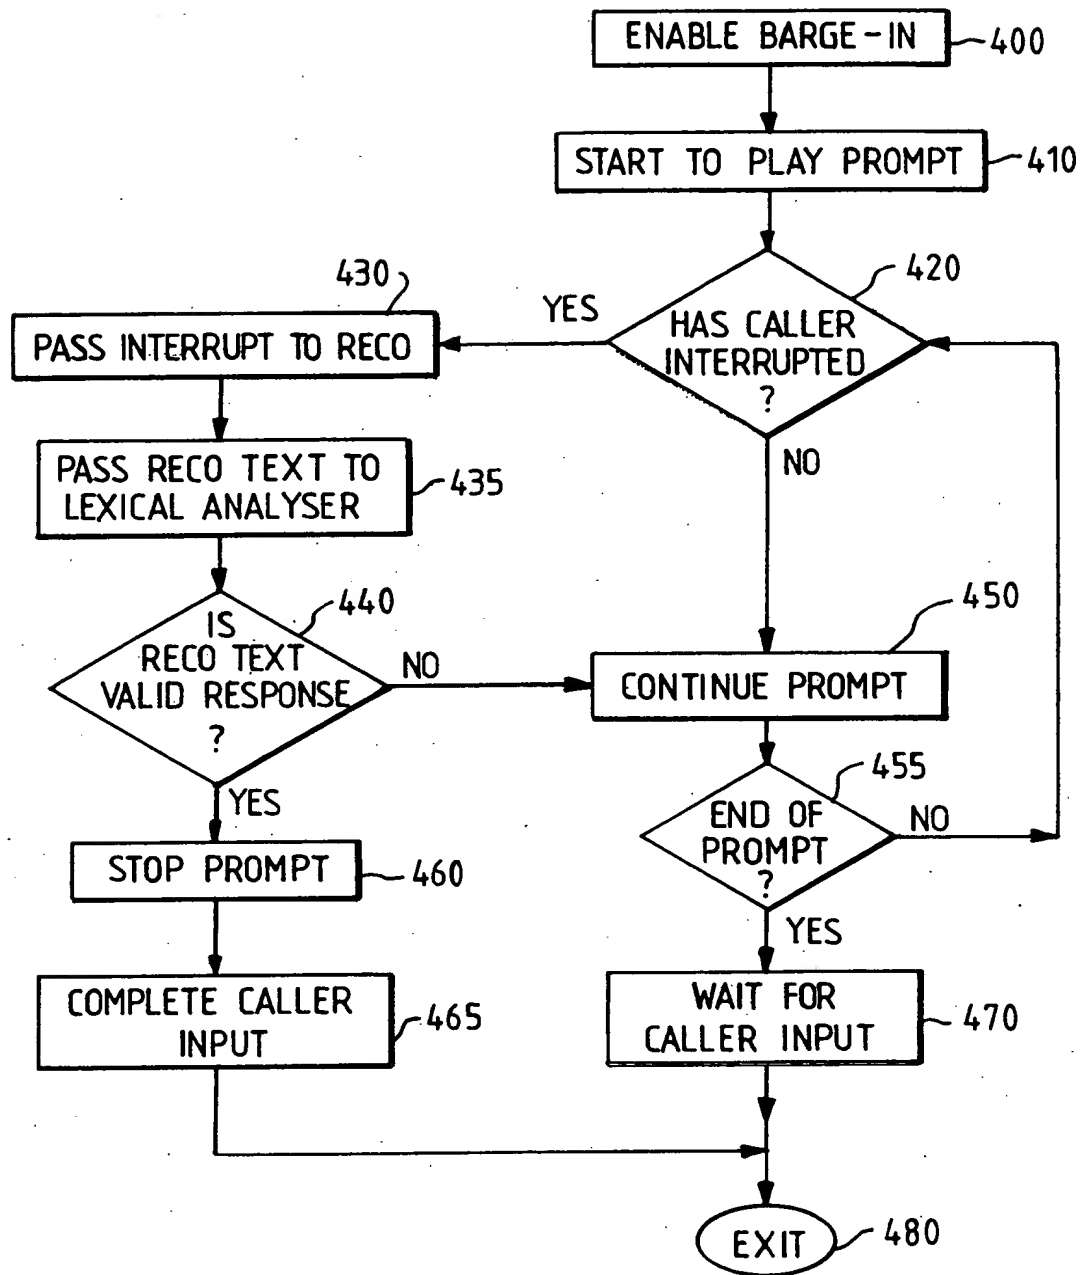 ENABLE BARGE-IN
400
START TO PLAY PROMPT
410
420
HAS CALLER
INTERRUPTED
?
YES
NO
430
PASS INTERRUPT TO RECO
PASS RECO TEXT TO
LEXICAL ANALYSER
435
440
IS
RECO TEXT
VALID RESPONSE
?
NO
YES
450
CONTINUE PROMPT
455
END OF
PROMPT
?
NO
YES
STOP PROMPT
460
COMPLETE CALLER
INPUT
465
WAIT FOR
CALLER INPUT
470
EXIT
480